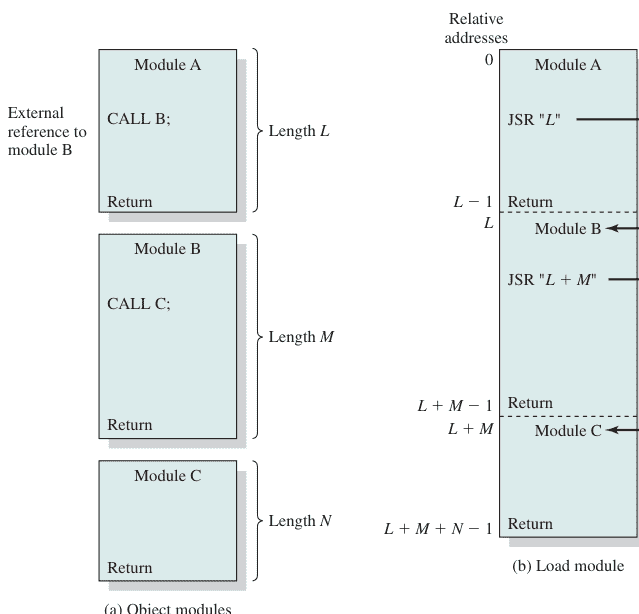 Module A
External
reference to
module B
CALL B;
Length L
Return
Module B
CALL C;
Length M
Return
Module C
Length N
Return
(a) Object modules
Relative
addresses
0
Module A
JSR "L"
L − 1
Return
L
Module B
JSR "L + M"
L + M − 1
Return
L + M
Module C
L + M + N − 1
Return
(b) Load module